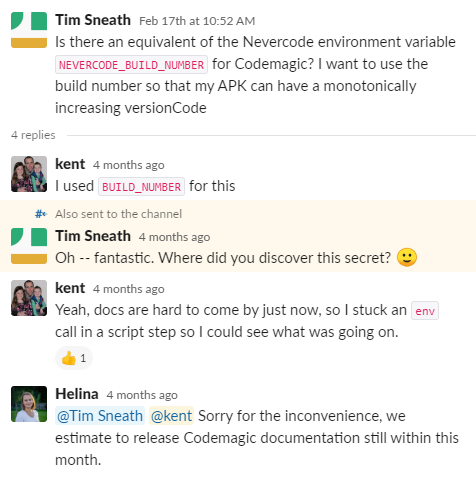 Tim Sneath Feb 17th at 10:52 AM
Is there an equivalent of the Nevercode environment variable
NEVERCODE_BUILD_NUMBER for Codemagic? I want to use the
build number so that my APK can have a monotonically
increasing versionCode
4 replies
kent 4 months ago
I used BUILD_NUMBER for this
Also sent to the channel
Tim Sneath 4 months ago
Oh -- fantastic. Where did you discover this secret? 🙂
kent 4 months ago
Yeah, docs are hard to come by just now, so I stuck an env
call in a script step so I could see what was going on.
👍 1
Helina 4 months ago
@Tim Sneath @kent Sorry for the inconvenience, we
estimate to release Codemagic documentation still within this
month.